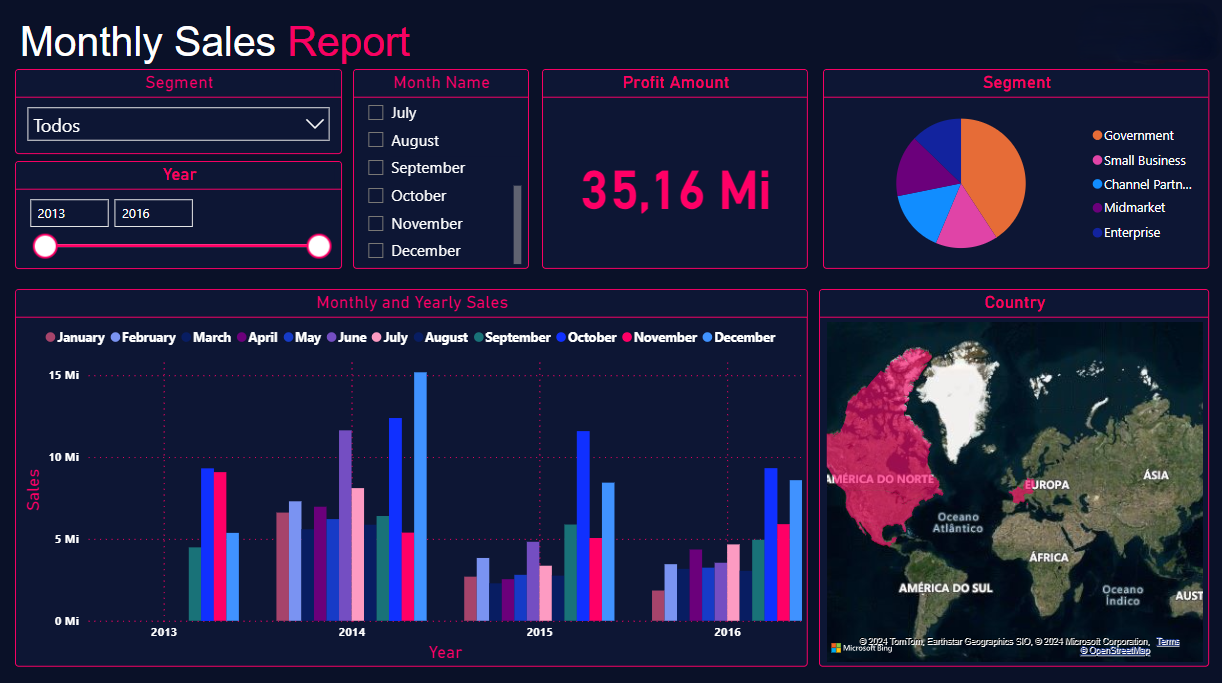 Monthly Sales Report
Segment
Todos
Year
2013 2016
Month Name
July
August
September
October
November
December
Profit Amount
35,16 Mi
Segment
Government
Small Business
Channel Partn...
Midmarket
Enterprise
Monthly and Yearly Sales
January February March April May June July August September October November December
15 Mi
10 Mi
5 Mi
0 Mi
Sales
2013 2014 2015 2016
Year
Country
AMÉRICA DO NORTE
EUROPA
ÁSIA
Oceano
Atlântico
ÁFRICA
AMÉRICA DO SUL
Oceano
Índico
AUST
© 2024 TomTom, Earthstar Geographics SIO, © 2024 Microsoft Corporation, Terms
Microsoft Bing
© OpenStreetMap